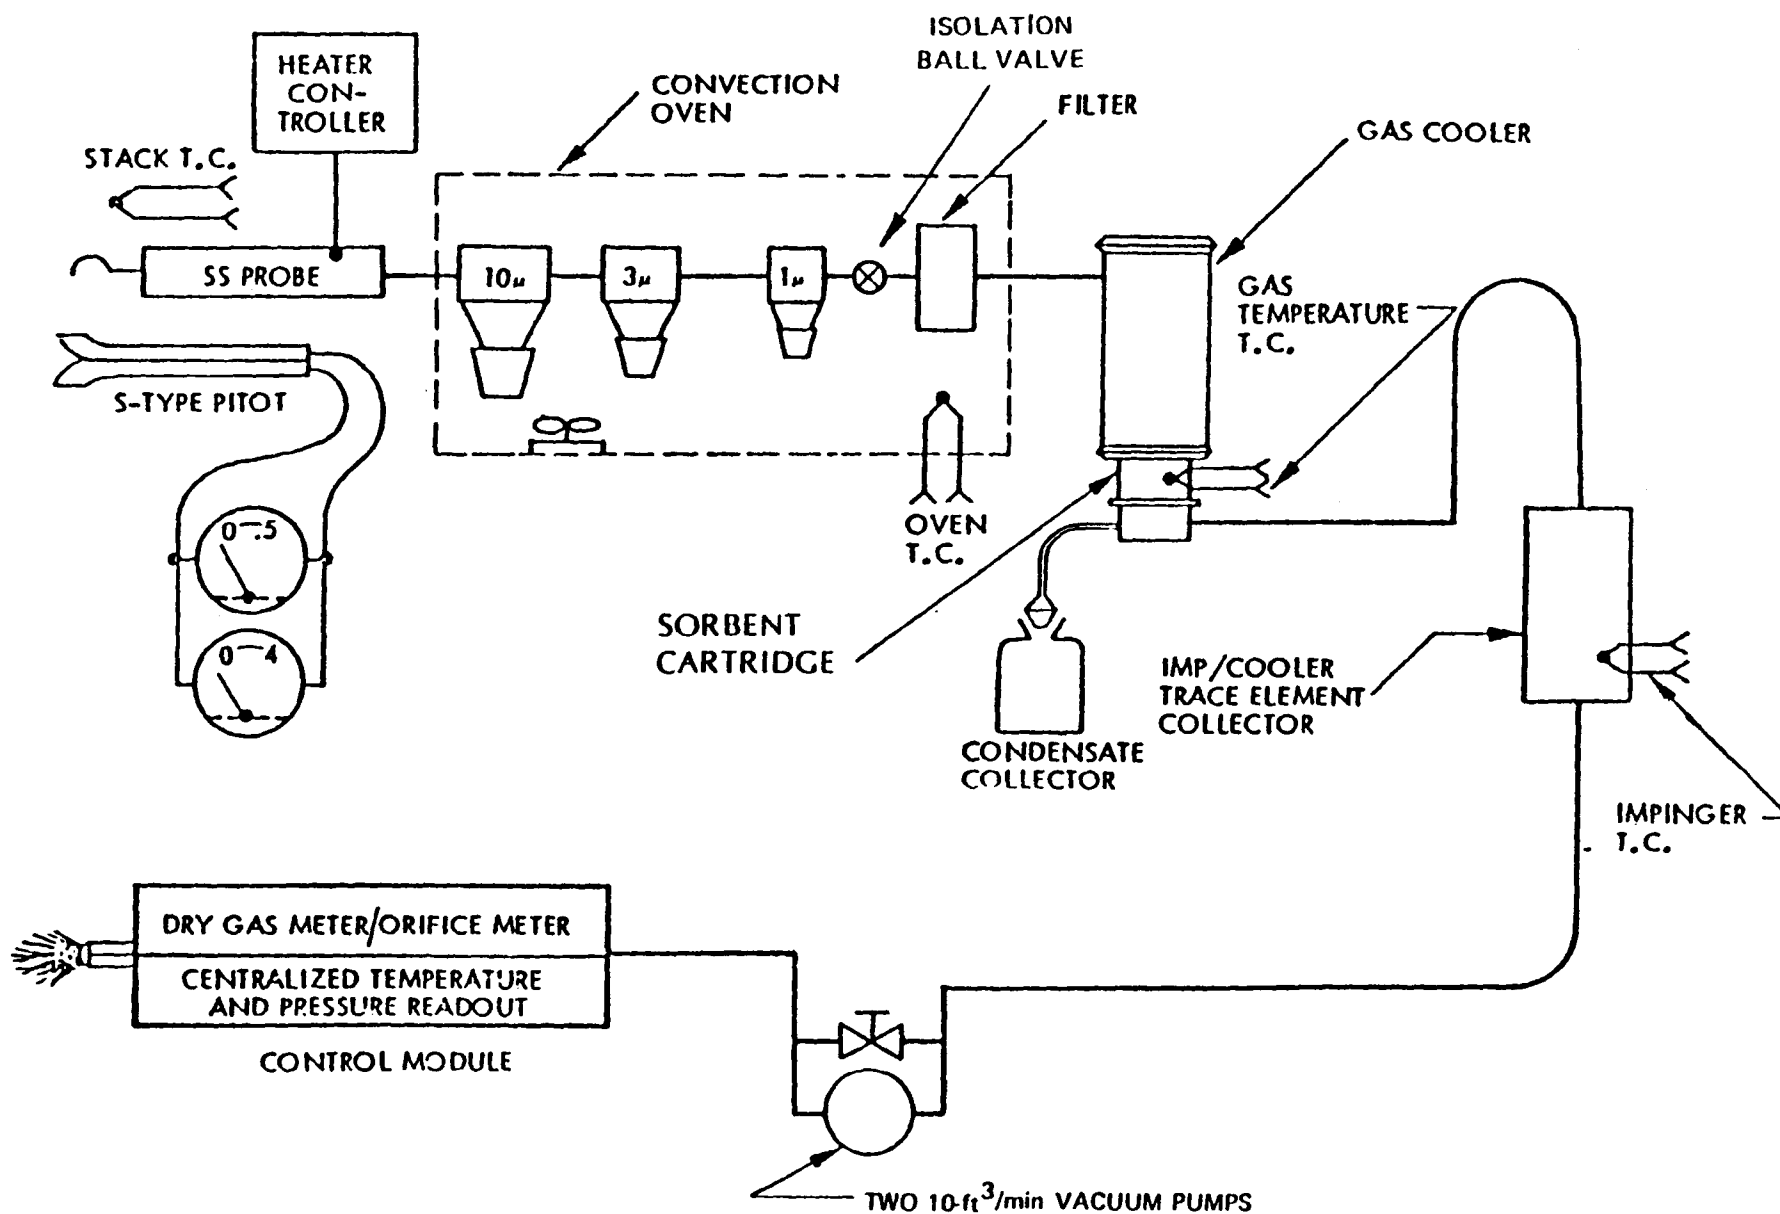 ISOLATION
BALL VALVE
HEATER
CON-
TROLLER
CONVECTION
OVEN
FILTER
GAS COOLER
STACK T.C.
SS PROBE
10μ
3μ
1μ
GAS
TEMPERATURE
T.C.
S-TYPE PITOT
OVEN
T.C.
0-.5
0-4
SORBENT
CARTRIDGE
IMP/COOLER
TRACE ELEMENT
COLLECTOR
CONDENSATE
COLLECTOR
IMPINGER
T.C.
DRY GAS METER/ORIFICE METER
CENTRALIZED TEMPERATURE
AND PRESSURE READOUT
CONTROL MODULE
TWO 10-ft³/min VACUUM PUMPS